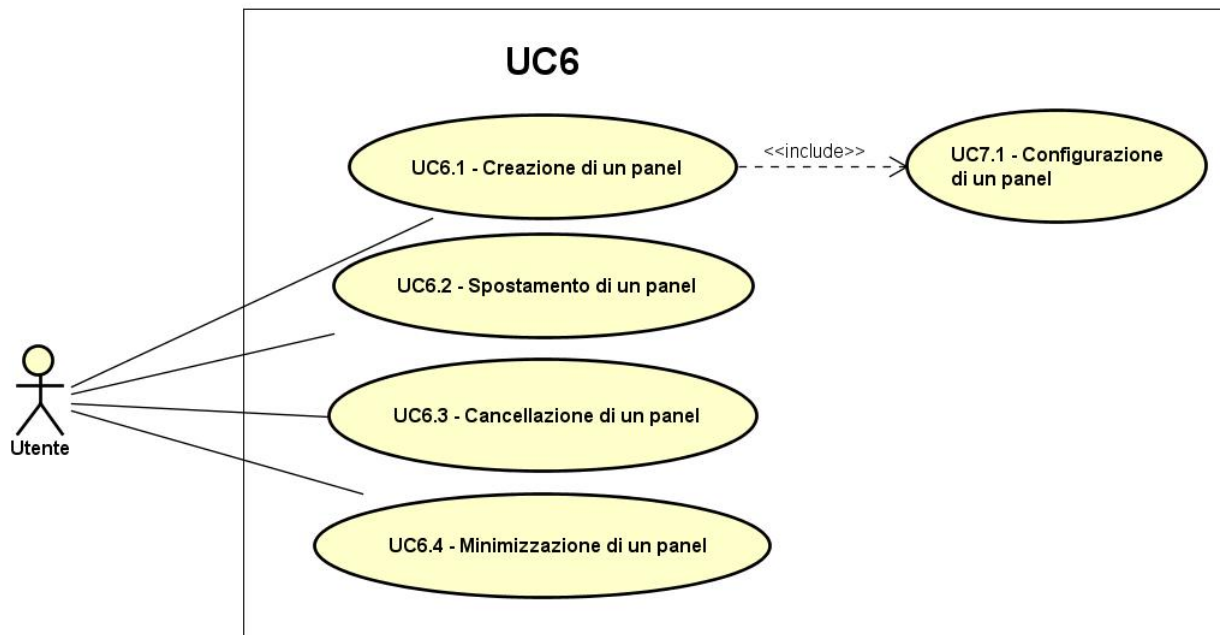 UC6
UC6.1 - Creazione di un panel
<<include>>
UC7.1 - Configurazione
di un panel
UC6.2 - Spostamento di un panel
UC6.3 - Cancellazione di un panel
Utente
UC6.4 - Minimizzazione di un panel